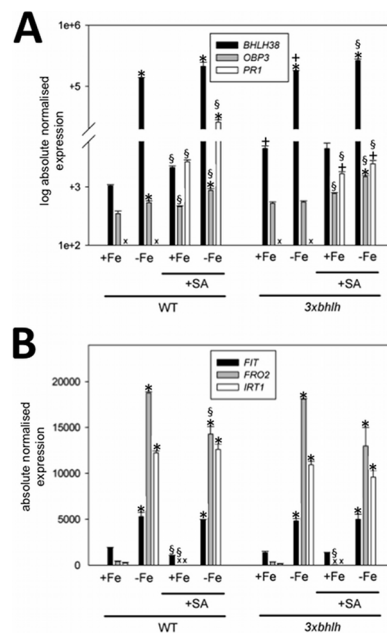 A
1e+6
+5
+3
1e+2
log absolute normalised
expression
BHLH38
OBP3
PR1
* * § * § * § § § * * + + * § * § § + § * §+
x x x x
+Fe -Fe +Fe -Fe +Fe -Fe +Fe -Fe
+SA +SA
WT 3xbhlh
B
20000
15000
10000
5000
0
absolute normalised
expression
FIT
FRO2
IRT1
* * * § § xx * § * * * * * § xx * * *
+Fe -Fe +Fe -Fe +Fe -Fe +Fe -Fe
+SA +SA
WT 3xbhlh